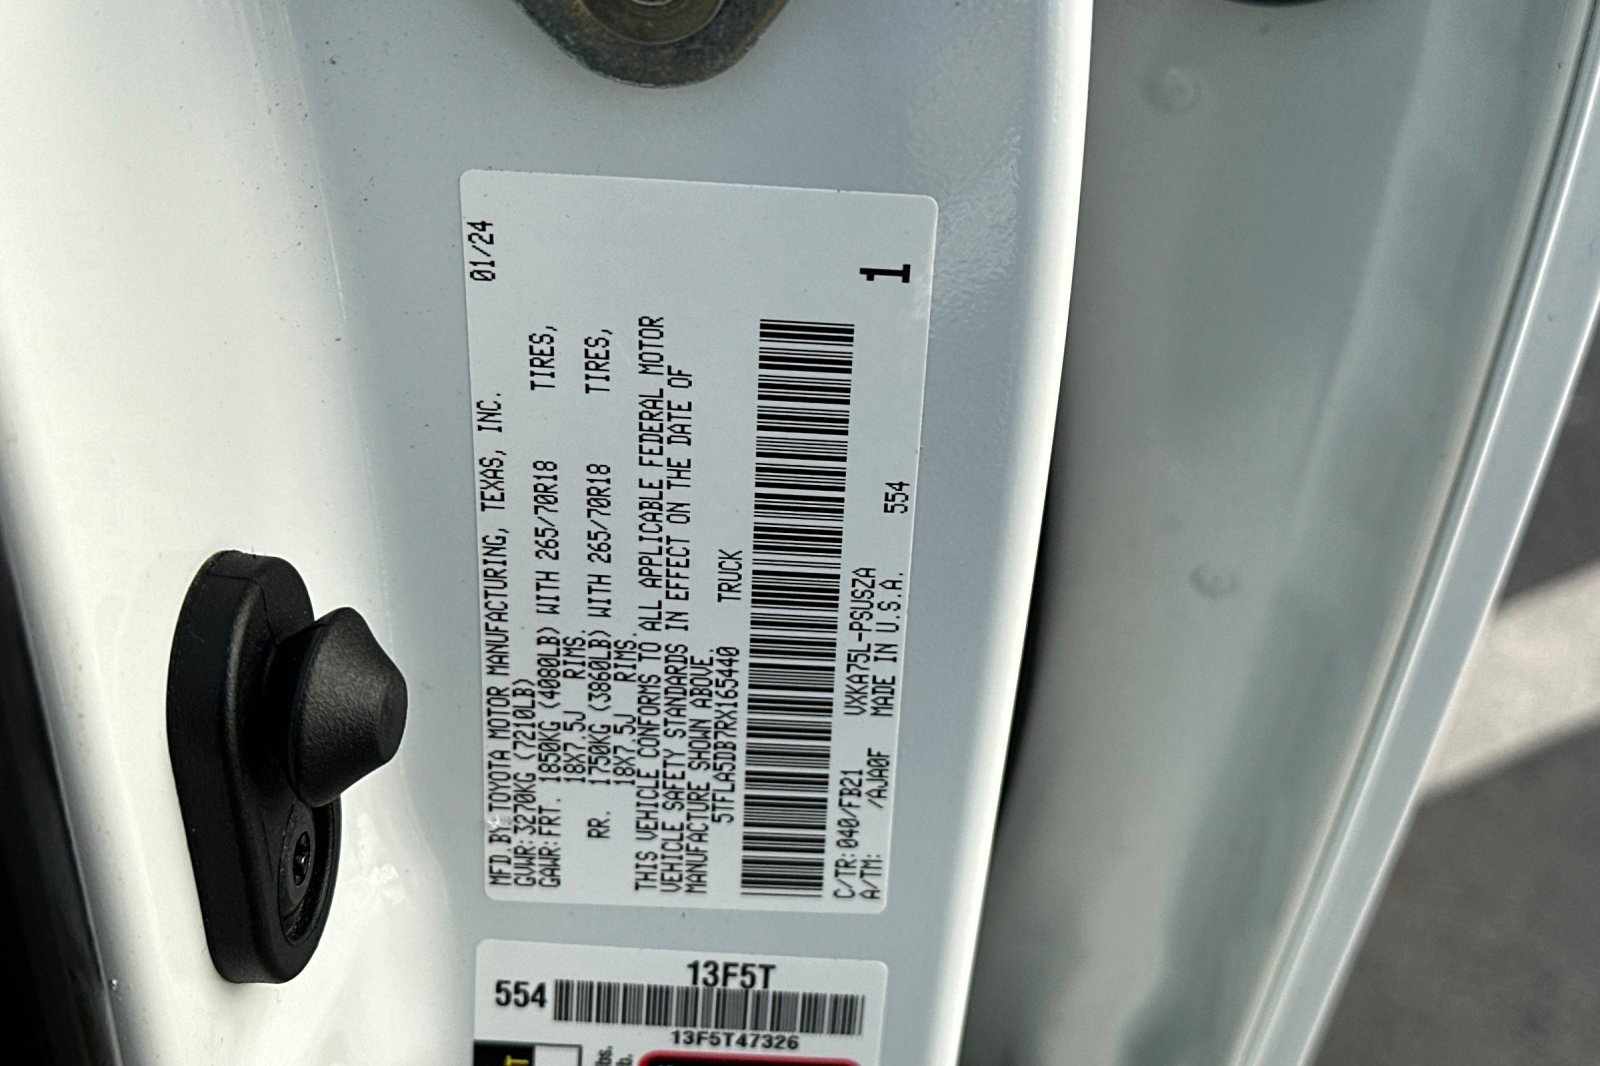 01/24
MFD.BY:TOYOTA MOTOR MANUFACTURING, TEXAS, INC.
GVWR:3270KG(7210LB)
GAWR:FRT. 1850KG(4080LB) WITH 265/70R18 TIRES,
18X7.5J RIMS.
RR. 1750KG(3860LB) WITH 265/70R18 TIRES,
18X7.5J RIMS.
THIS VEHICLE CONFORMS TO ALL APPLICABLE FEDERAL MOTOR
VEHICLE SAFETY STANDARDS IN EFFECT ON THE DATE OF
MANUFACTURE SHOWN ABOVE.
5TFLA5DB7RX165440 TRUCK
1
C/TR:040/FB21 VXKA75L-PSUSZA
A/TM: /AJA0F MADE IN U.S.A. 554
13F5T
554
13F5T47326
lbs.